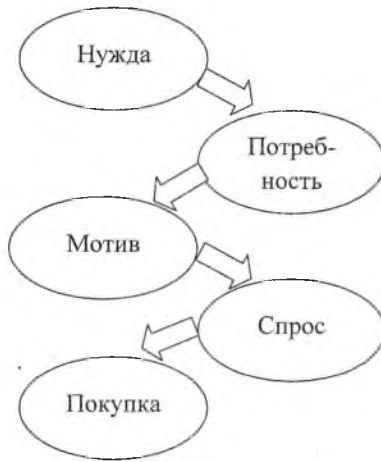 Нужда
Потреб-
ность
Мотив
Спрос
Покупка